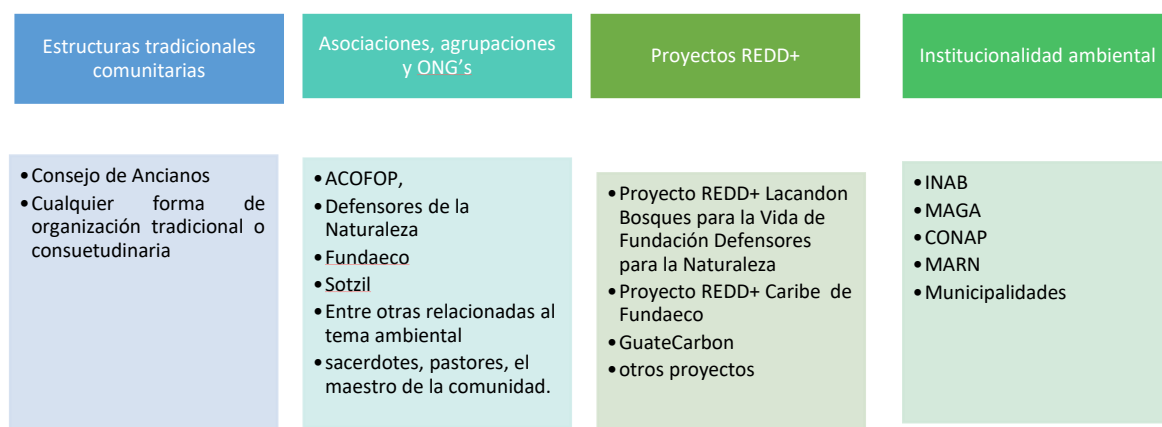 Estructuras tradicionales
comunitarias
•Consejo de Ancianos
•Cualquier forma de
organización tradicional o
consuetudinaria
Asociaciones, agrupaciones
y ONG’s
•ACOFOP,
•Defensores de la
Naturaleza
•Fundaeco
•Sotzil
•Entre otras relacionadas al
tema ambiental
•sacerdotes, pastores, el
maestro de la comunidad.
Proyectos REDD+
•Proyecto REDD+ Lacandon
Bosques para la Vida de
Fundación Defensores
para la Naturaleza
•Proyecto REDD+ Caribe de
Fundaeco
•GuateCarbon
•otros proyectos
Institucionalidad ambiental
•INAB
•MAGA
•CONAP
•MARN
•Municipalidades